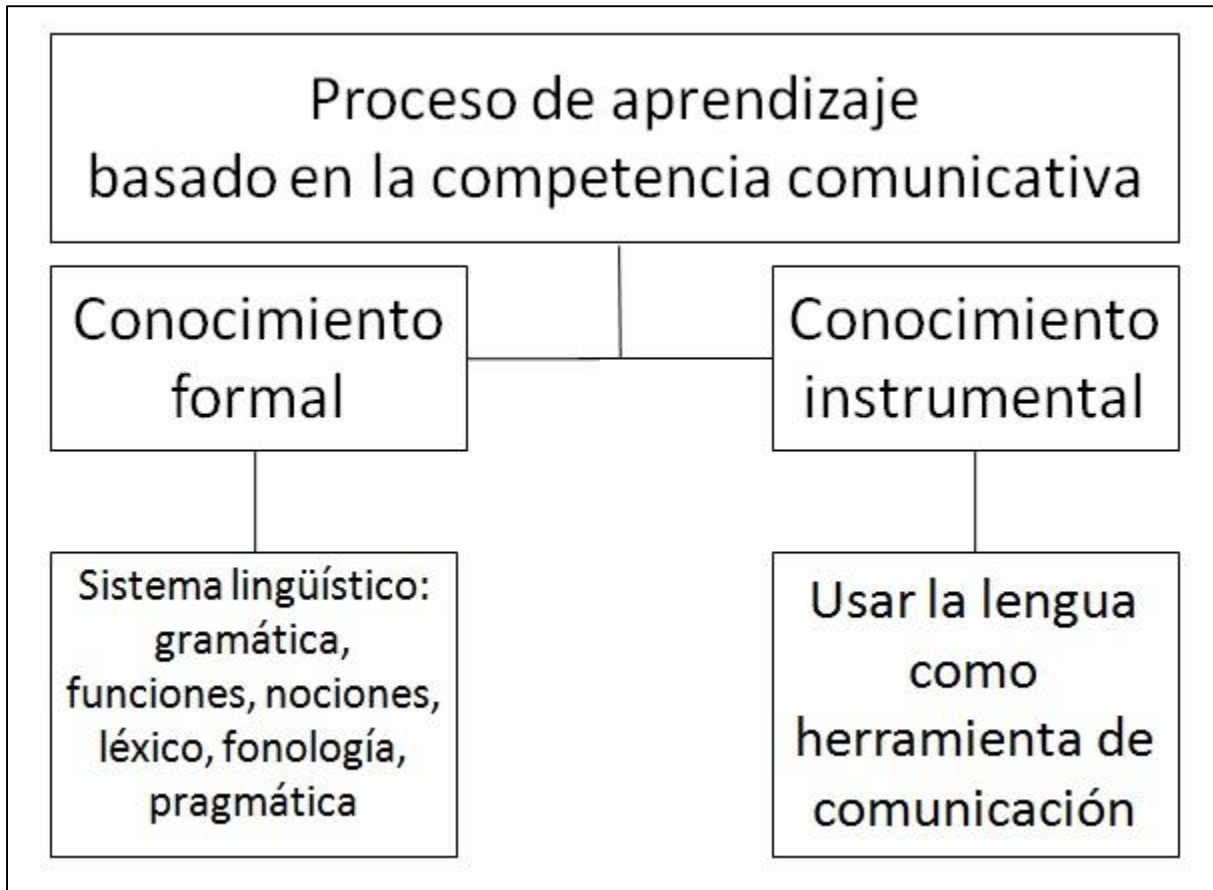 Proceso de aprendizaje
basado en la competencia comunicativa
Conocimiento
formal
Conocimiento
instrumental
Sistema lingüístico:
gramática,
funciones, nociones,
léxico, fonología,
pragmática
Usar la lengua
como
herramienta de
comunicación